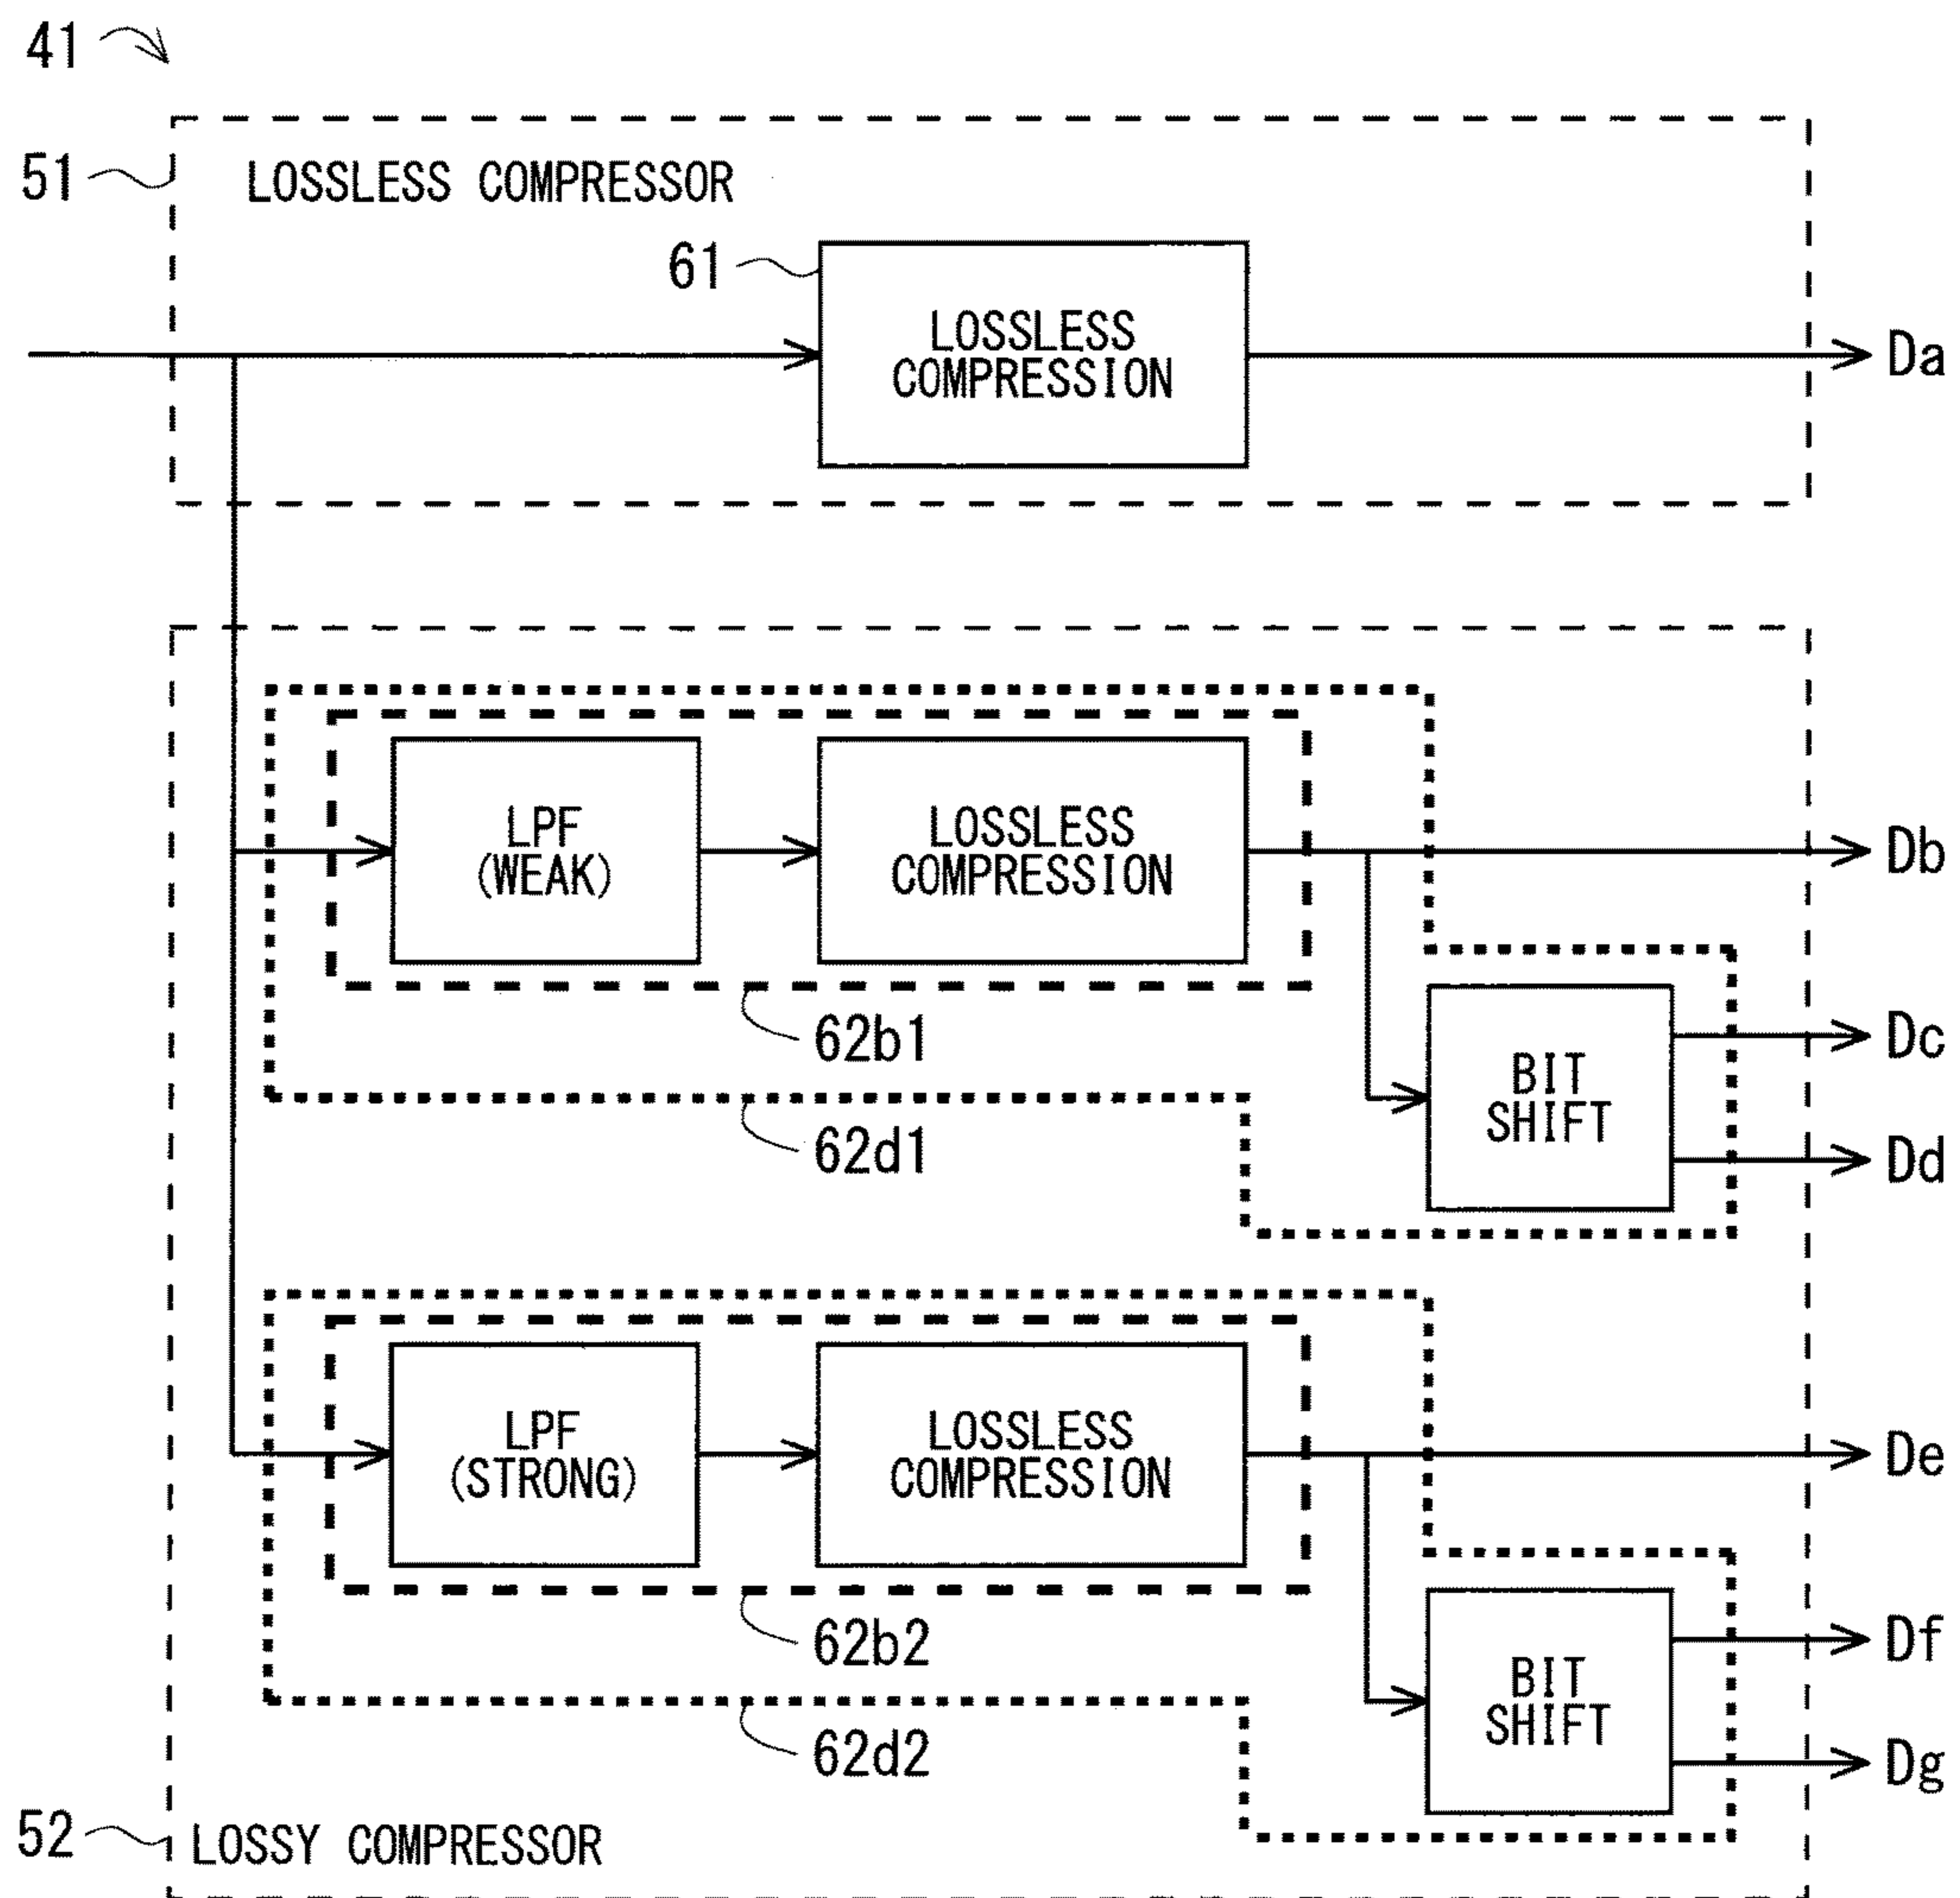 41
51
LOSSLESS COMPRESSOR
61
LOSSLESS
COMPRESSION
Da
LPF
(WEAK)
LOSSLESS
COMPRESSION
Db
62b1
Dc
BIT
SHIFT
62d1
Dd
LPF
(STRONG)
LOSSLESS
COMPRESSION
De
62b2
Df
BIT
SHIFT
62d2
Dg
52
LOSSY COMPRESSOR